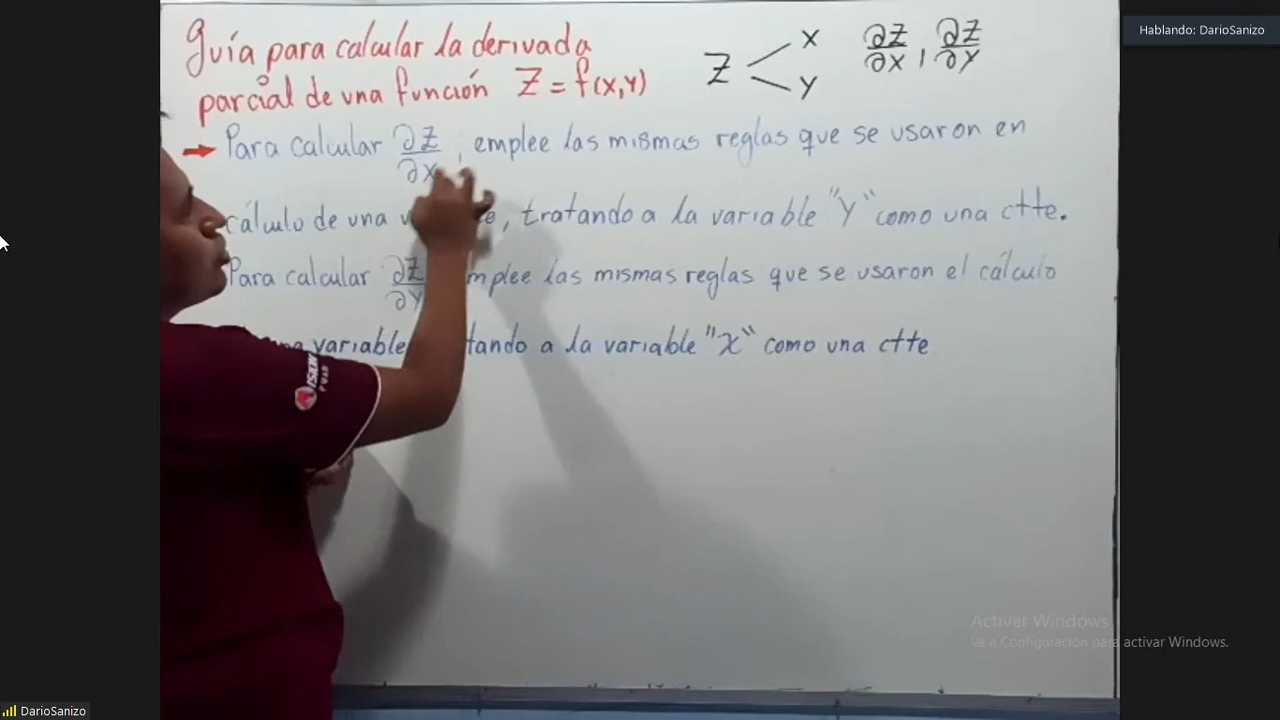 Guía para calcular la derivada
parcial de una función Z = f(x,y)
Z x y ∂Z/∂x , ∂Z/∂y
Para calcular ∂Z/∂x , emplee las mismas reglas que se usaron en
cálculo de una , tratando a la variable "Y" como una ctte.
Para calcular ∂Z/∂y mplee las mismas reglas que se usaron el cálculo
variable tando a la variable "X" como una ctte
Hablando: DarioSanizo
Activar Windows
Ve a Configuración para activar Windows.
DarioSanizo